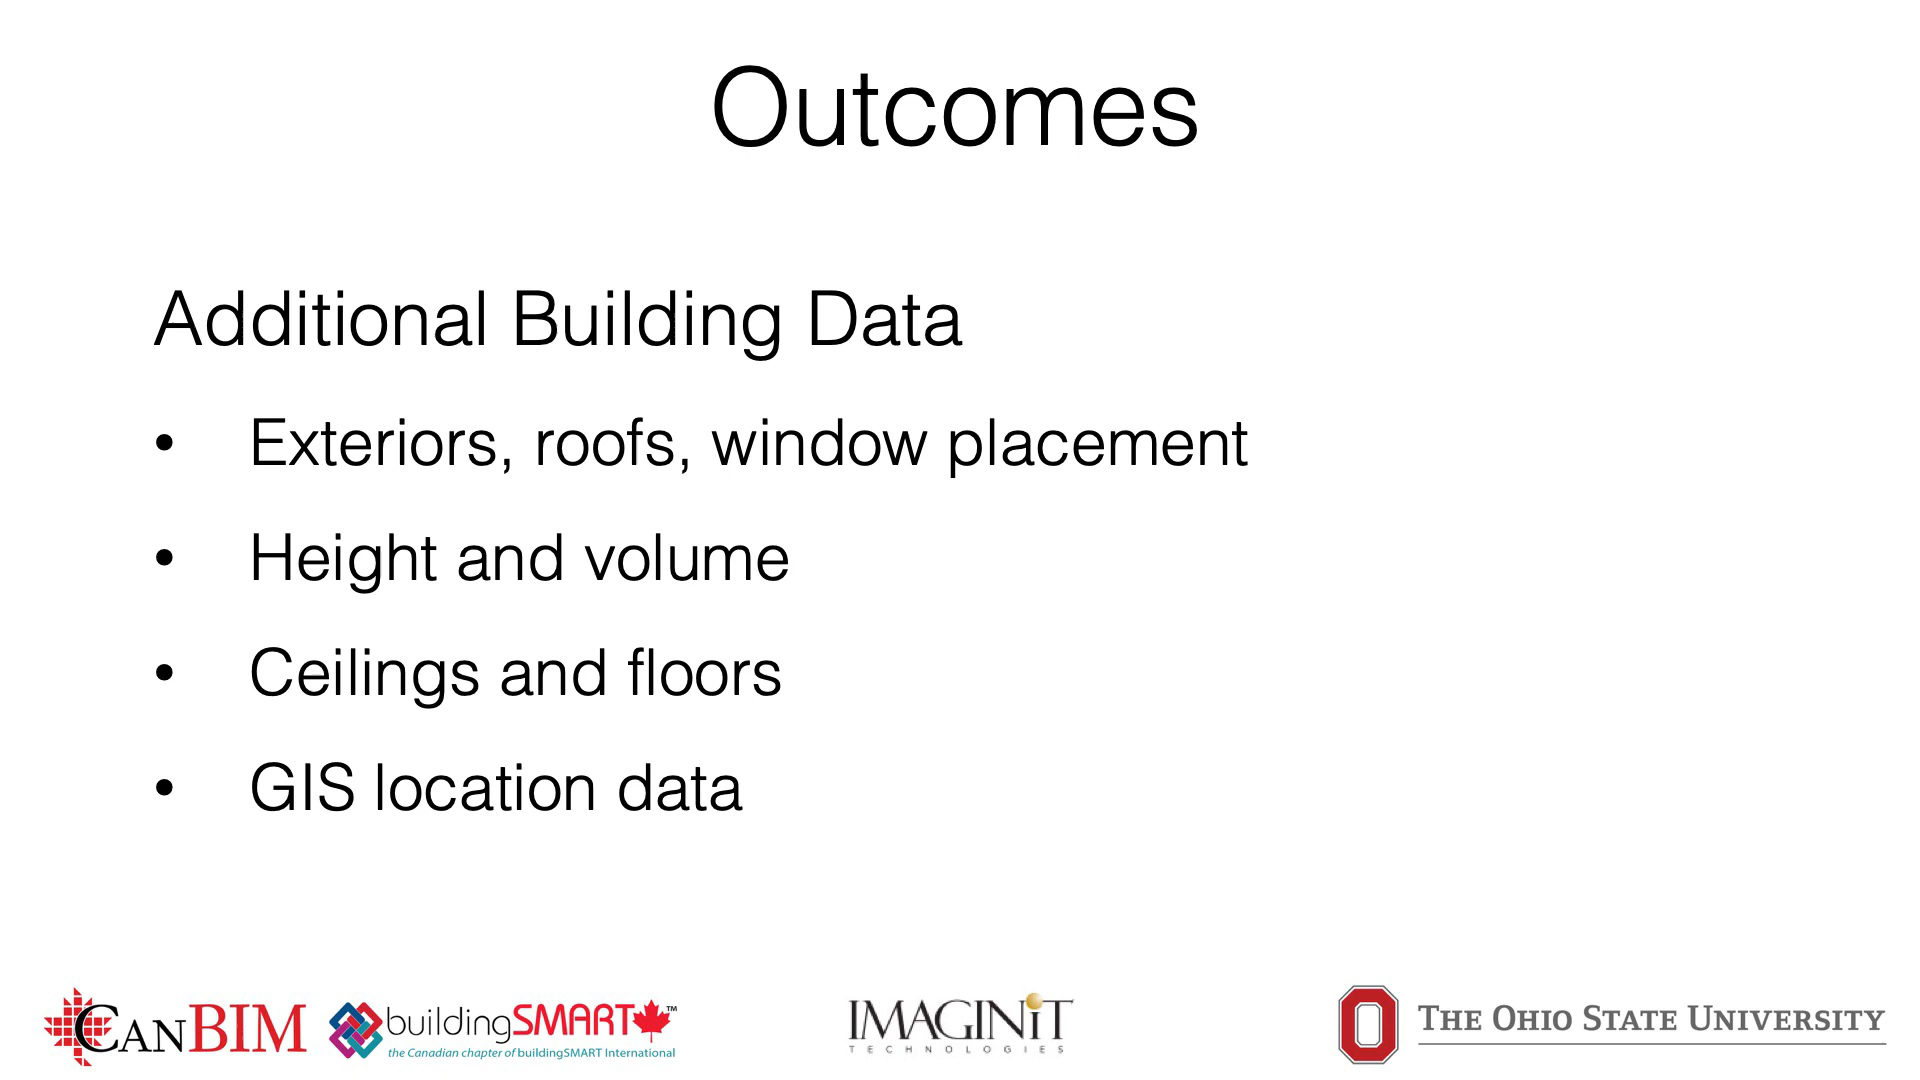 Outcomes
Additional Building Data
• Exteriors, roofs, window placement
• Height and volume
• Ceilings and floors
• GIS location data
CANBIM
buildingSMART™
the Canadian chapter of buildingSMART International
IMAGINiT
TECHNOLOGIES
THE OHIO STATE UNIVERSITY